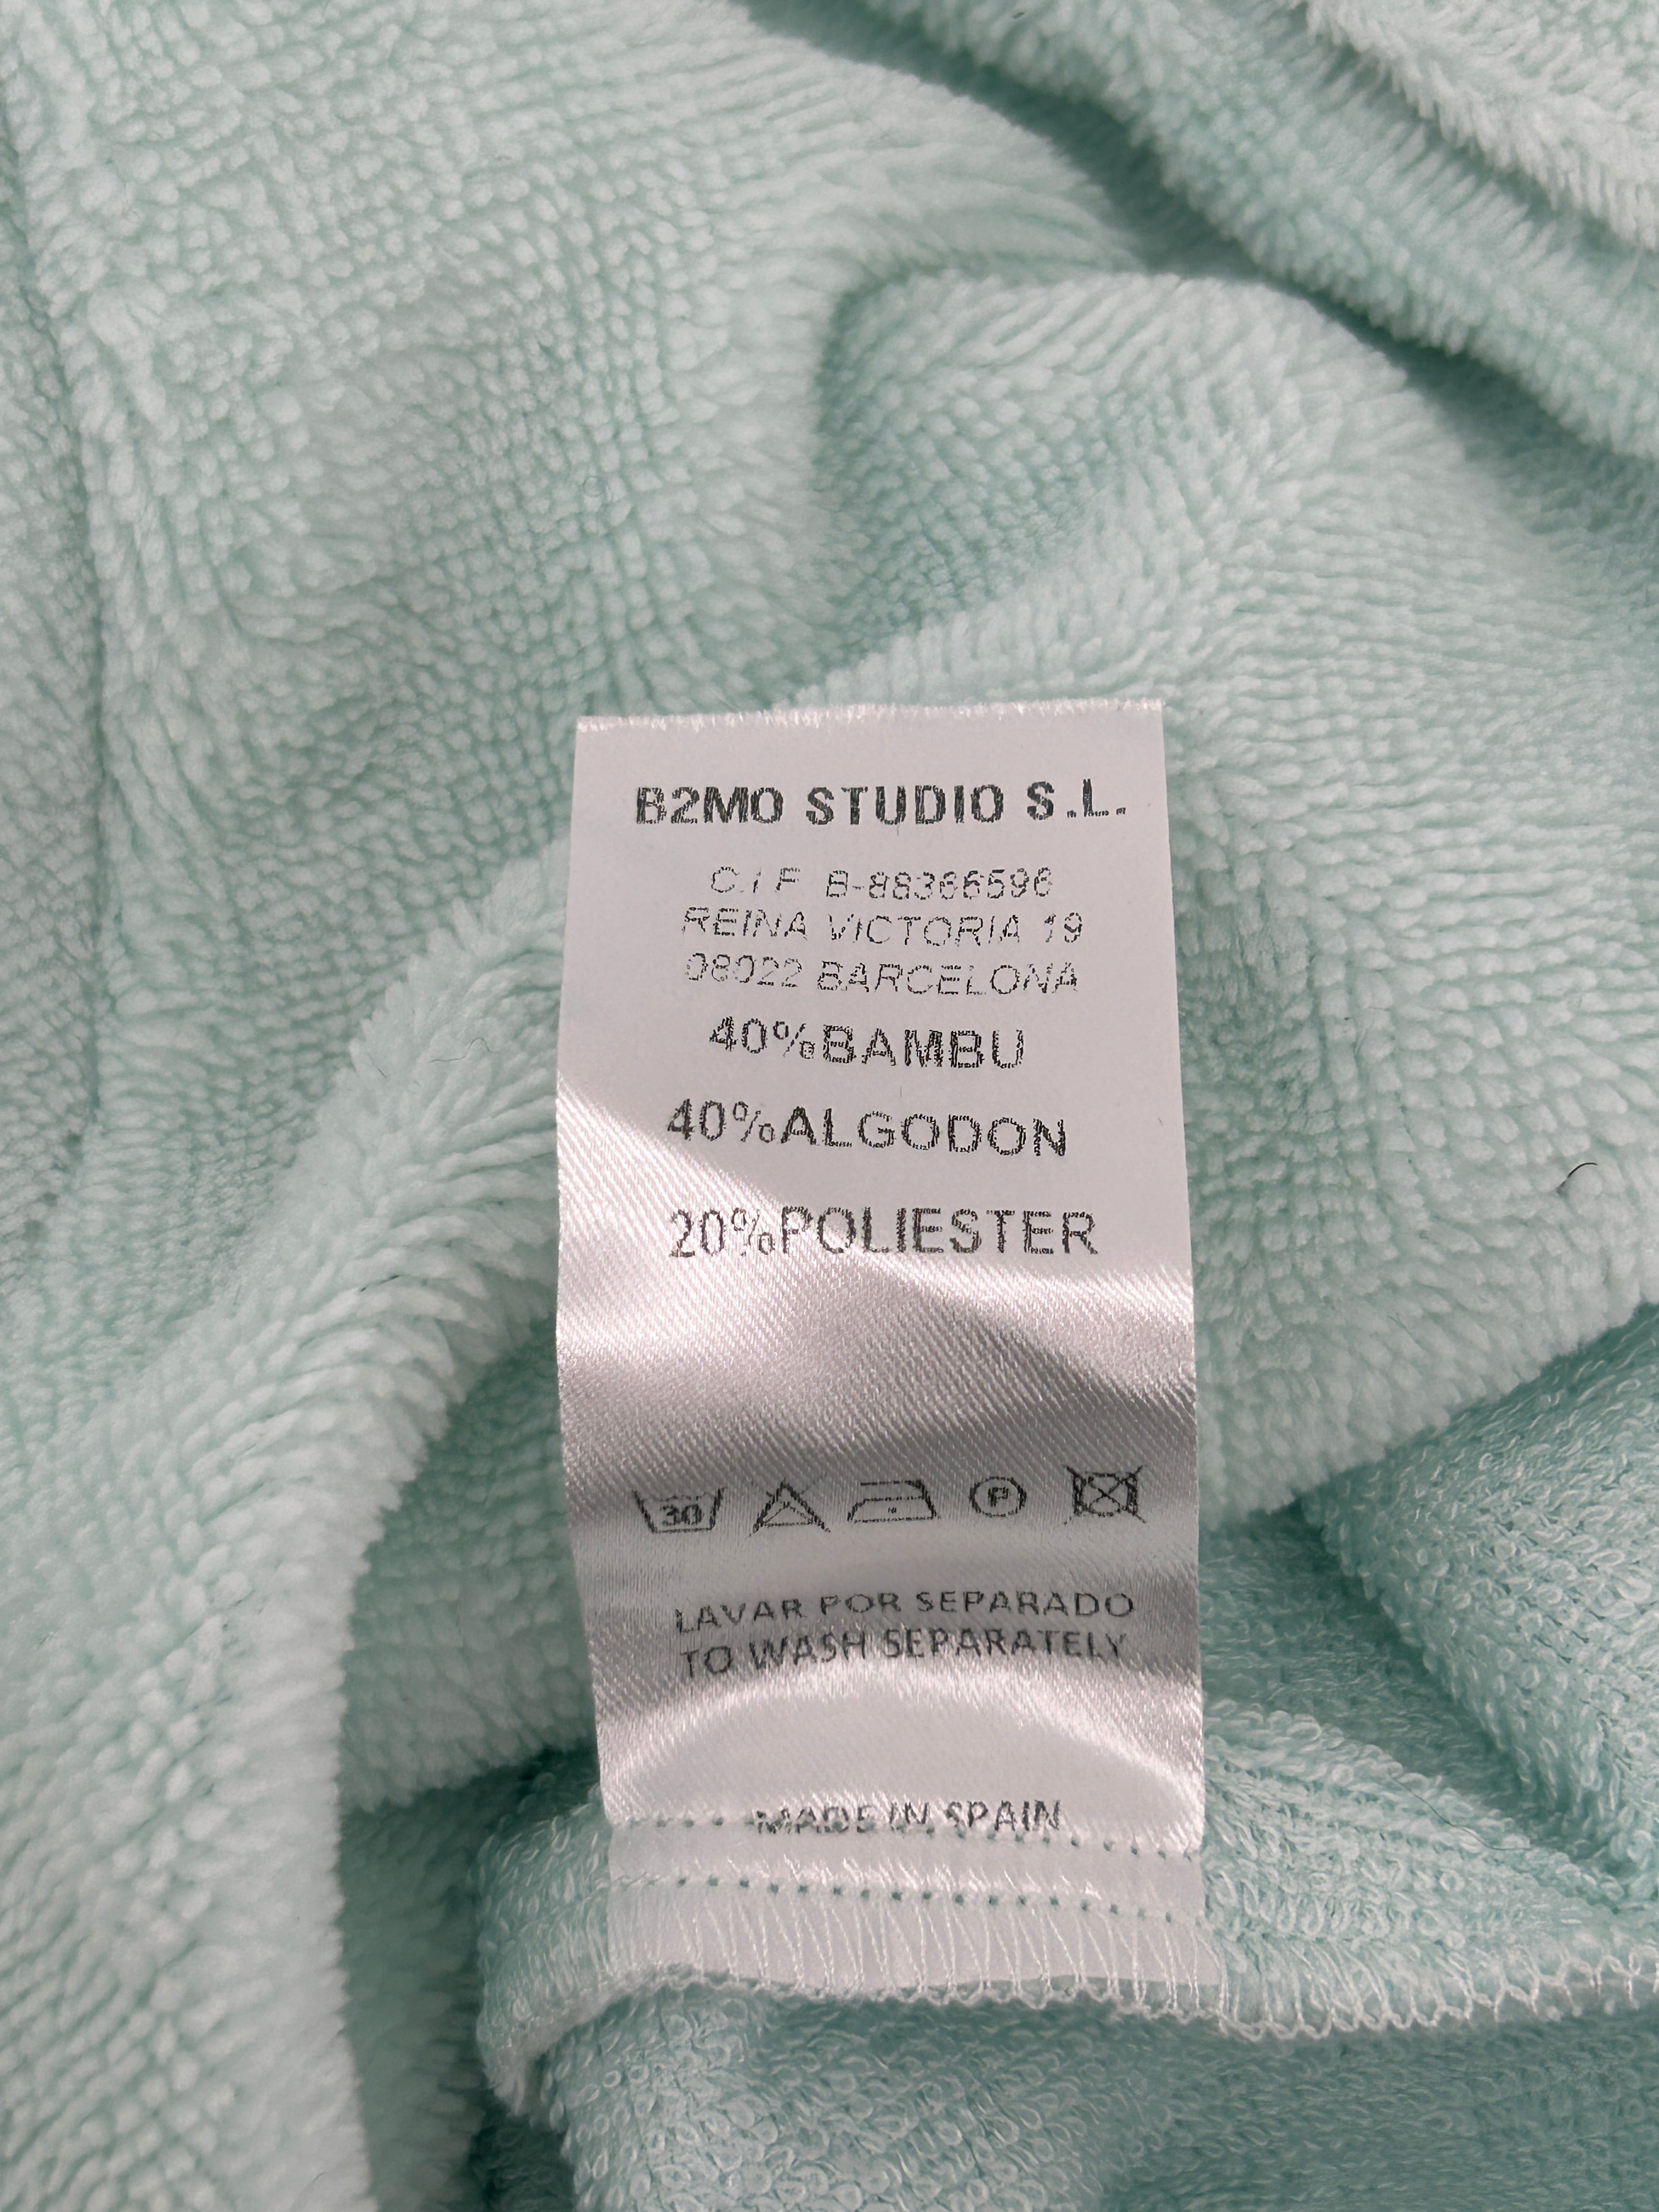 B2MO STUDIO S.L.
C.I F B-88366596
REINA VICTORIA 19
08022 BARCELONA
40%BAMBU
40%ALGODON
20%POLIESTER
30 P
LAVAR POR SEPARADO
TO WASH SEPARATELY
MADE IN SPAIN